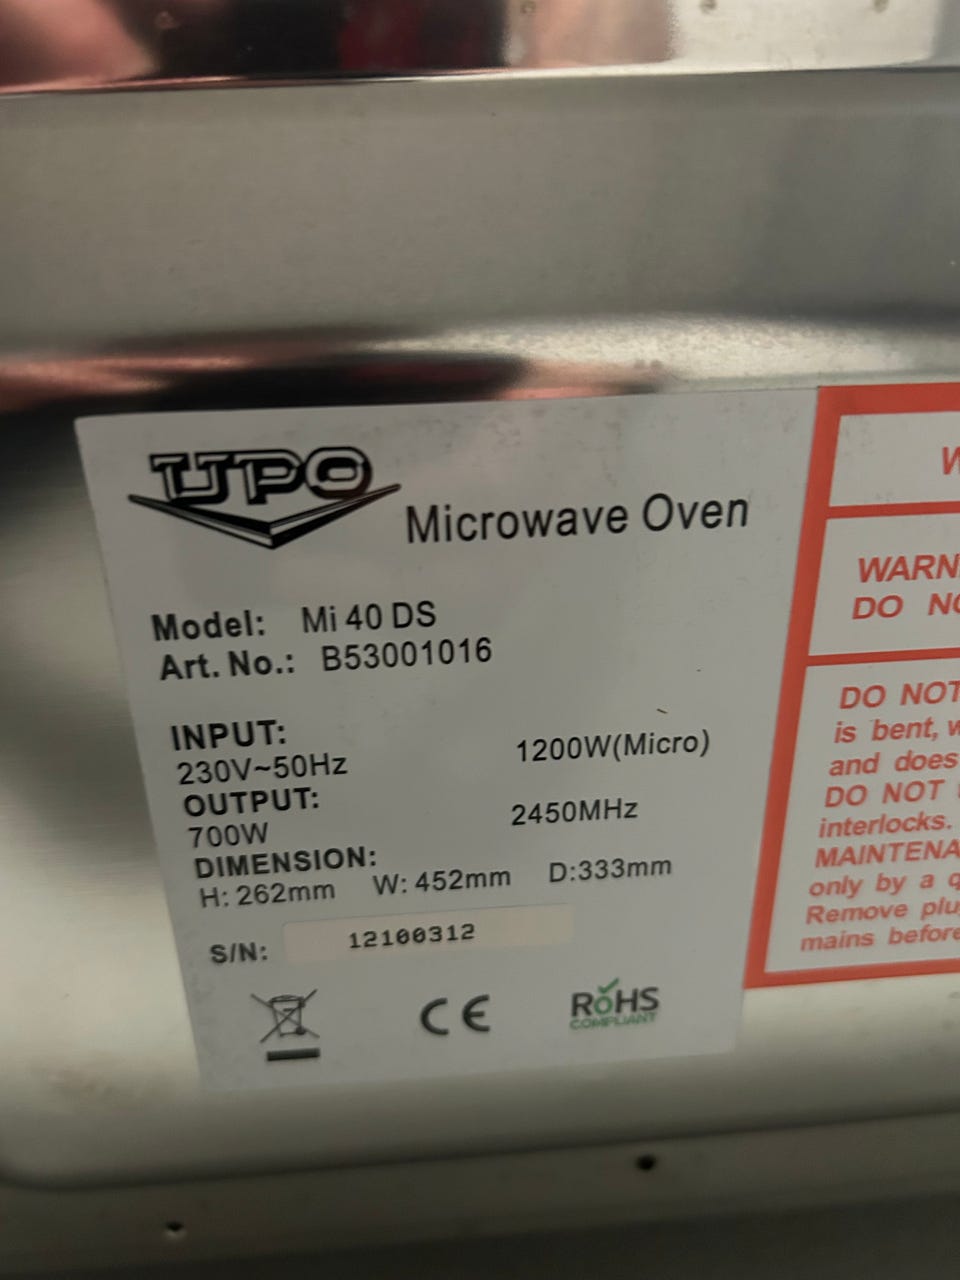 UPO
Microwave Oven
Model: Mi 40 DS
Art. No.: B53001016
INPUT:
230V~50Hz 1200W(Micro)
OUTPUT:
700W 2450MHz
DIMENSION:
H: 262mm W: 452mm D:333mm
S/N: 12100312
CE
RoHS
COMPLIANT
W
WARN
DO NO
DO NOT
is bent, w
and does
DO NOT
interlocks.
MAINTENA
only by a q
Remove plu
mains before